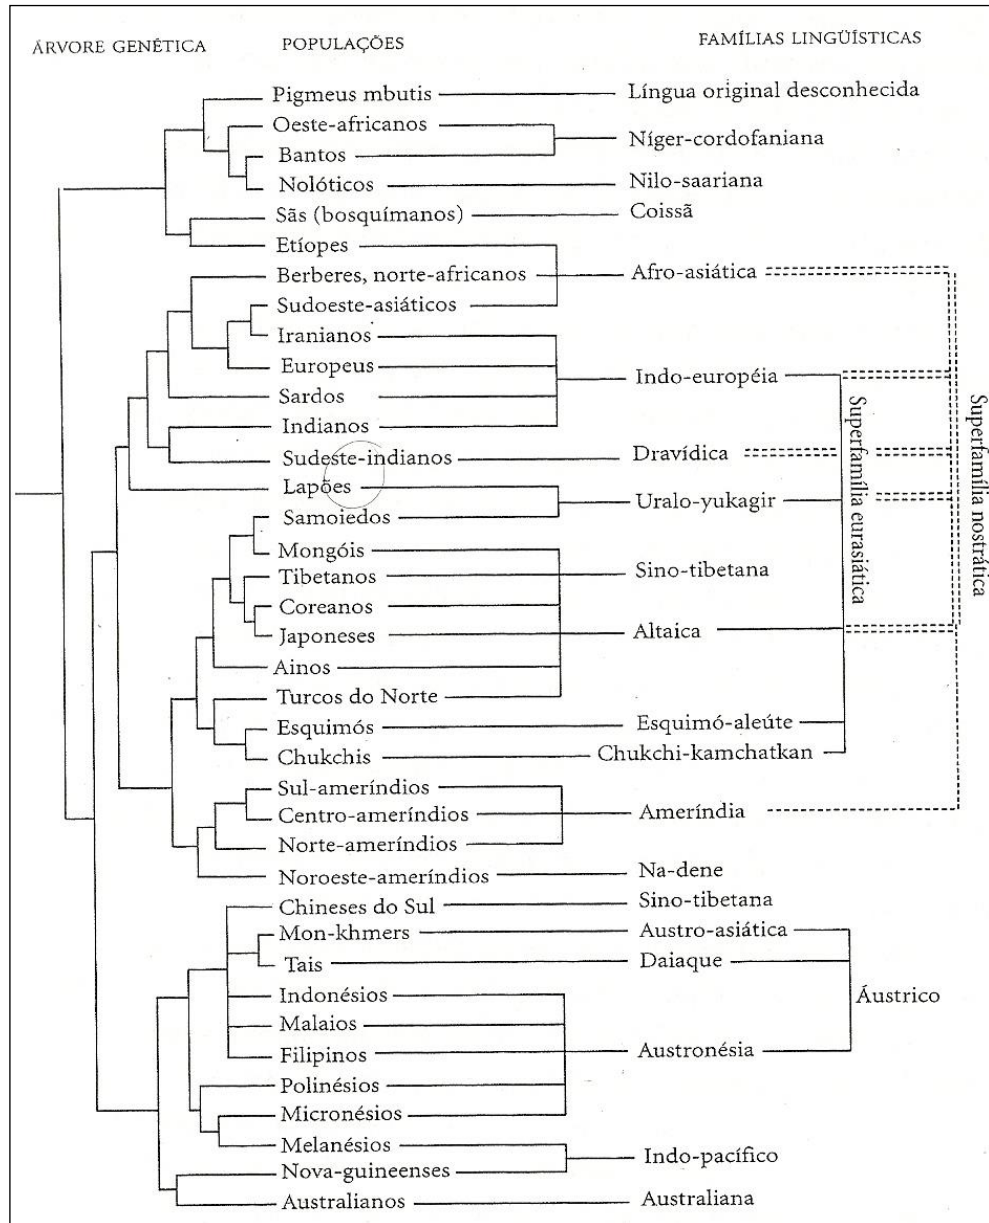 ÁRVORE GENÉTICA POPULAÇÕES FAMÍLIAS LINGÜÍSTICAS
Pigmeus mbutis Língua original desconhecida
Oeste-africanos
Níger-cordofaniana
Bantos
Nolóticos Nilo-saariana
Sãs (bosquímanos) Coissã
Etíopes
Berberes, norte-africanos Afro-asiática
Sudoeste-asiáticos
Iranianos
Europeus Indo-européia
Sardos
Indianos
Sudeste-indianos Dravídica
Lapões Uralo-yukagir
Samoiedos
Mongóis
Tibetanos Sino-tibetana
Coreanos
Japoneses Altaica
Ainos
Turcos do Norte
Esquimós Esquimó-aleúte
Chukchis Chukchi-kamchatkan
Superfamília eurasiática
Superfamília nostrática
Sul-ameríndios
Centro-ameríndios Ameríndia
Norte-ameríndios
Noroeste-ameríndios Na-dene
Chineses do Sul Sino-tibetana
Mon-khmers Austro-asiática
Tais Daiaque
Indonésios Áustrico
Malaios
Filipinos Austronésia
Polinésios
Micronésios
Melanésios
Indo-pacífico
Nova-guineenses
Australianos Australiana